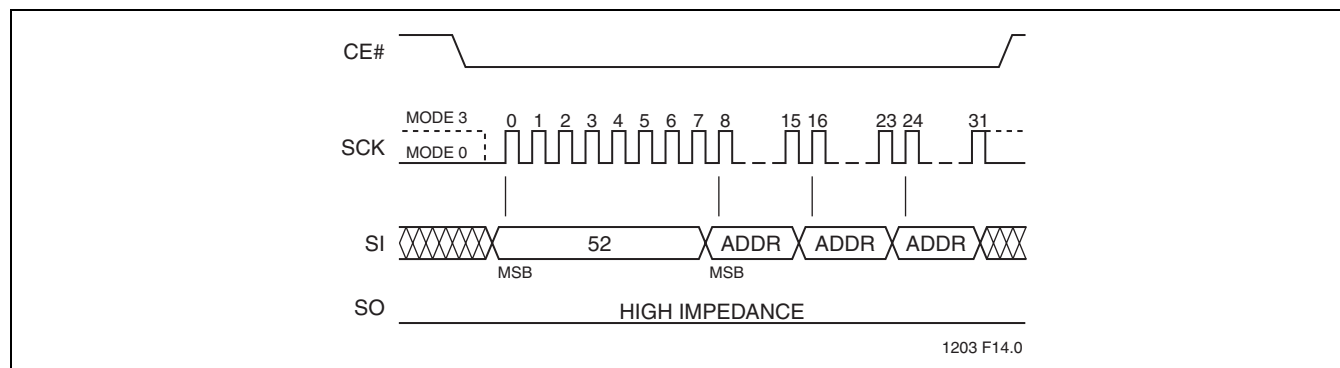 CE#
MODE 3
0 1 2 3 4 5 6 7 8 15 16 23 24 31
SCK
MODE 0
SI
52
ADDR
ADDR
ADDR
MSB
MSB
SO
HIGH IMPEDANCE
1203 F14.0